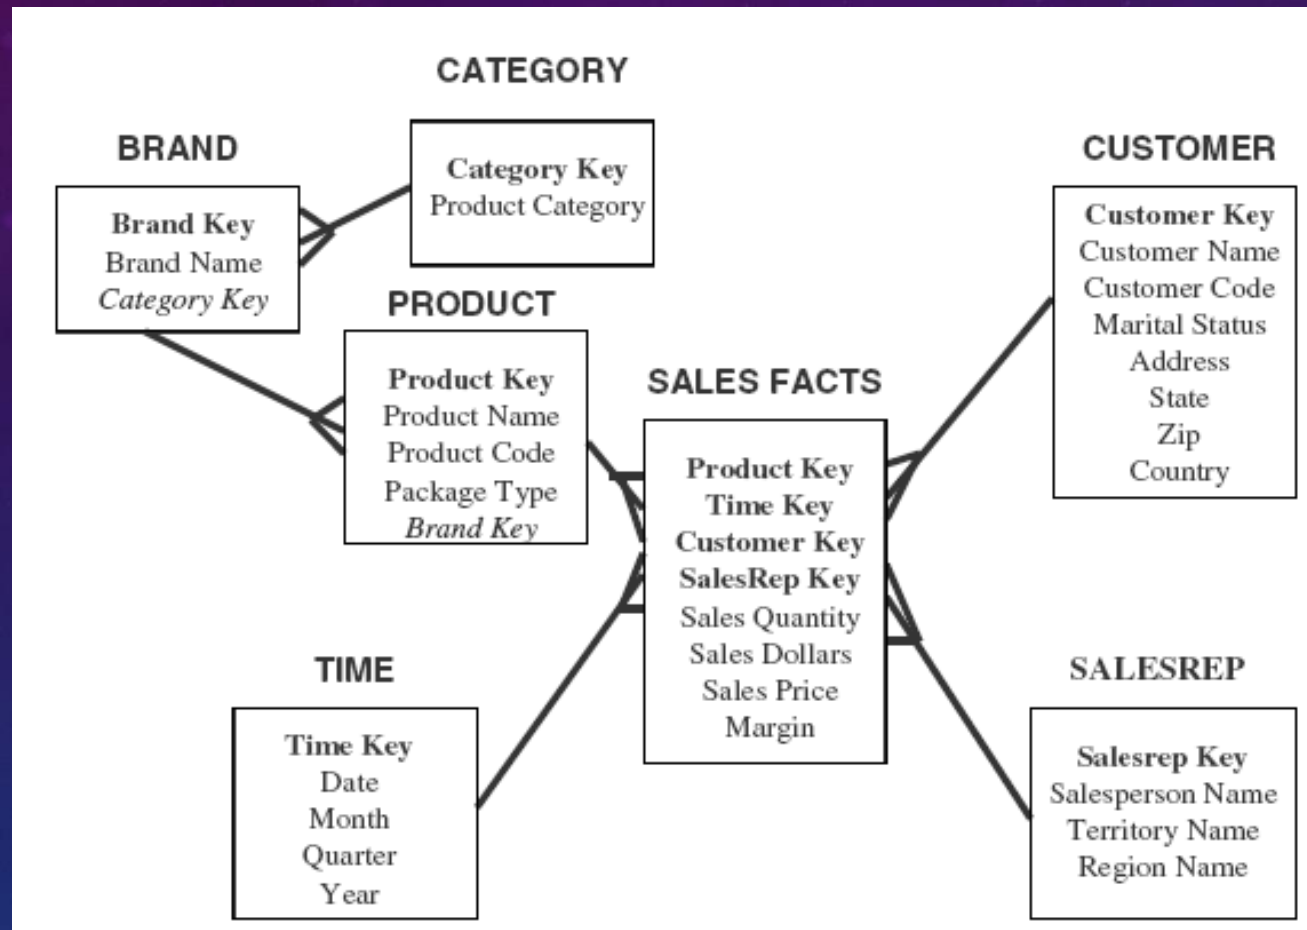 CATEGORY
Category Key
Product Category
BRAND
Brand Key
Brand Name
Category Key
PRODUCT
Product Key
Product Name
Product Code
Package Type
Brand Key
SALES FACTS
Product Key
Time Key
Customer Key
SalesRep Key
Sales Quantity
Sales Dollars
Sales Price
Margin
CUSTOMER
Customer Key
Customer Name
Customer Code
Marital Status
Address
State
Zip
Country
TIME
Time Key
Date
Month
Quarter
Year
SALESREP
Salesrep Key
Salesperson Name
Territory Name
Region Name